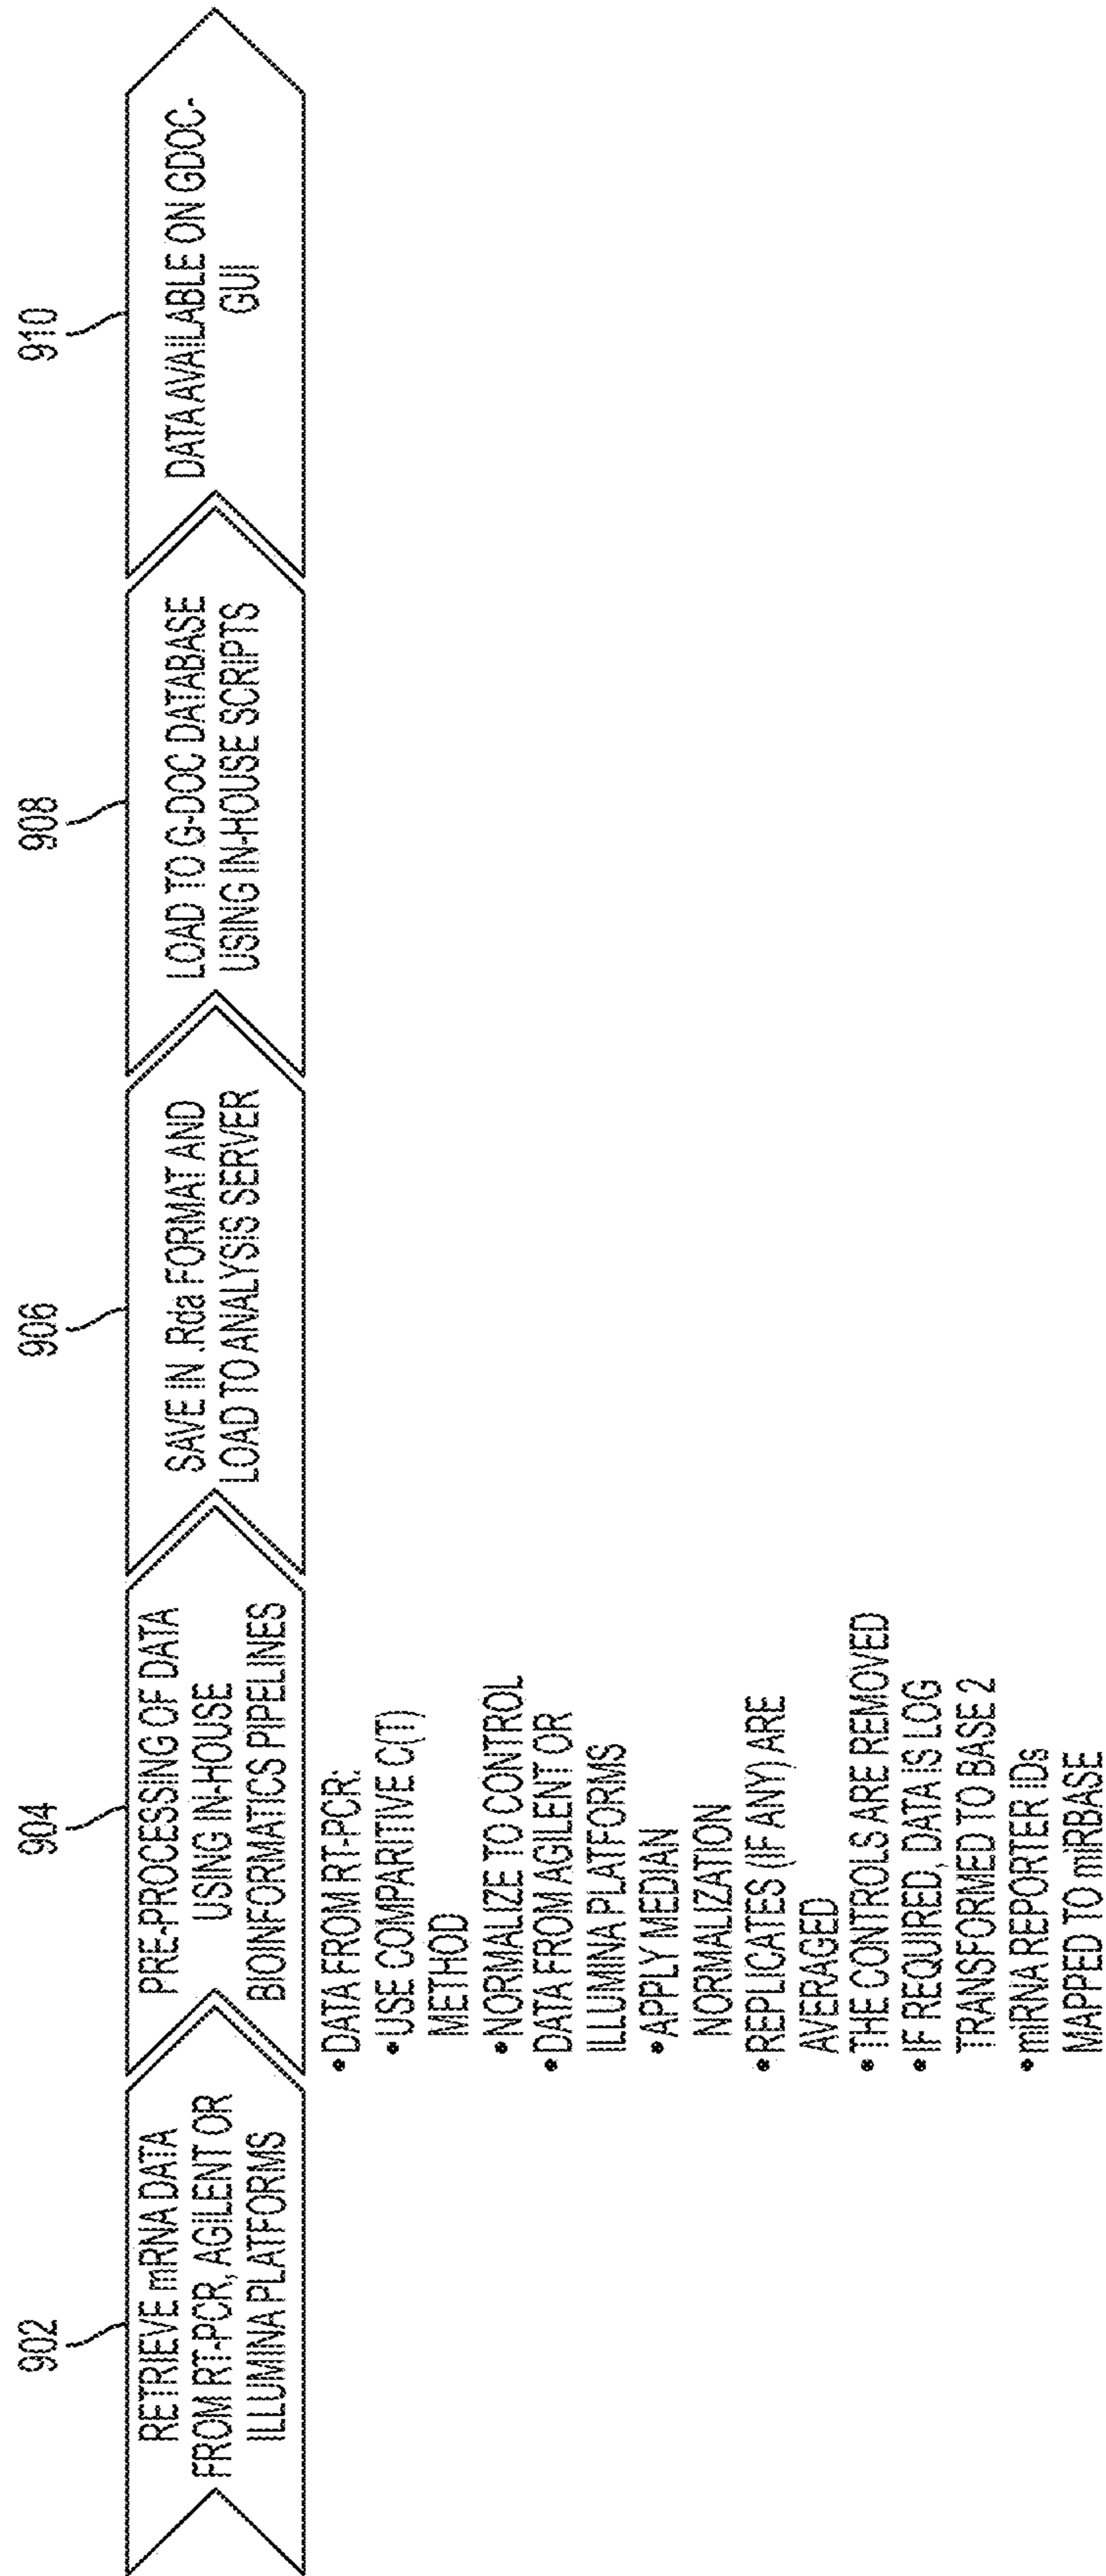 902
RETRIEVE mRNA DATA
FROM RT-PCR, AGILENT OR
ILLUMINA PLATFORMS
904
PRE-PROCESSING OF DATA
USING IN-HOUSE
BIOINFORMATICS PIPELINES
906
SAVE IN .Rda FORMAT AND
LOAD TO ANALYSIS SERVER
908
LOAD TO G-DOC DATABASE
USING IN-HOUSE SCRIPTS
910
DATA AVAILABLE ON GDOC-
GUI
• DATA FROM RT-PCR:
• USE COMPARITIVE C(T)
METHOD
• NORMALIZE TO CONTROL
• DATA FROM AGILENT OR
ILLUMINA PLATFORMS
• APPLY MEDIAN
NORMALIZATION
• REPLICATES (IF ANY) ARE
AVERAGED
• THE CONTROLS ARE REMOVED
• IF REQUIRED, DATA IS LOG
TRANSFORMED TO BASE 2
• miRNA REPORTER IDs
MAPPED TO miRBASE